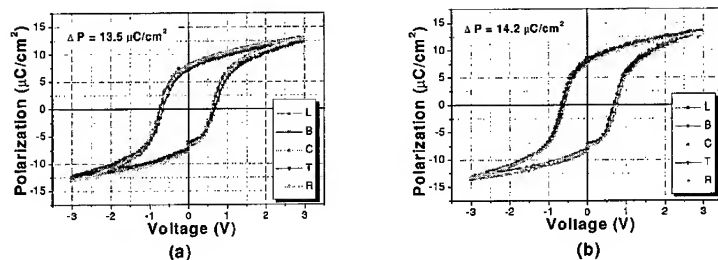 Δ P = 13.5 μC/cm²
Polarization (μC/cm²)
15
10
5
0
-5
-10
-15
-3
-2
-1
0
1
2
3
Voltage (V)
L
B
C
T
R
(a)
Δ P = 14.2 μC/cm²
Polarization (μC/cm²)
15
10
5
0
-5
-10
-15
-3
-2
-1
0
1
2
3
Voltage (V)
L
B
C
T
R
(b)